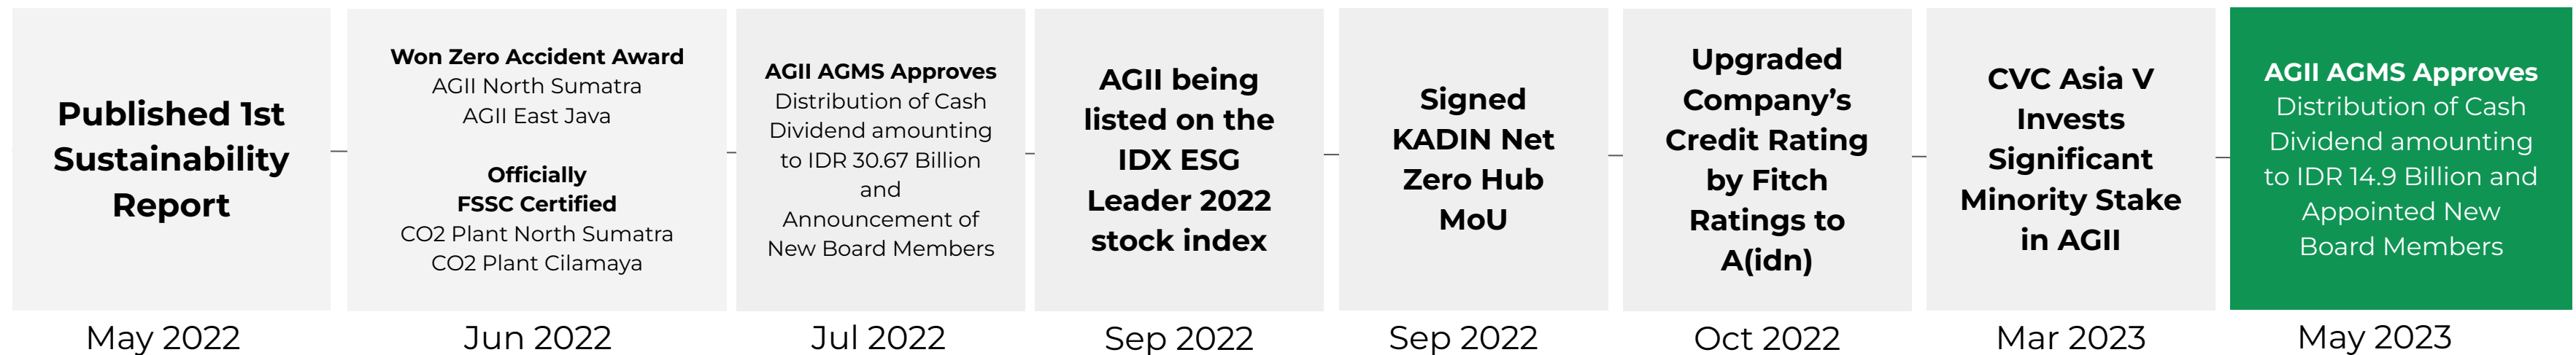 Published 1st
Sustainability
Report
May 2022
Won Zero Accident Award
AGII North Sumatra
AGII East Java
Officially
FSSC Certified
CO2 Plant North Sumatra
CO2 Plant Cilamaya
Jun 2022
AGII AGMS Approves
Distribution of Cash
Dividend amounting
to IDR 30.67 Billion
and
Announcement of
New Board Members
Jul 2022
AGII being
listed on the
IDX ESG
Leader 2022
stock index
Sep 2022
Signed
KADIN Net
Zero Hub
MoU
Sep 2022
Upgraded
Company’s
Credit Rating
by Fitch
Ratings to
A(idn)
Oct 2022
CVC Asia V
Invests
Significant
Minority Stake
in AGII
Mar 2023
AGII AGMS Approves
Distribution of Cash
Dividend amounting
to IDR 14.9 Billion and
Appointed New
Board Members
May 2023